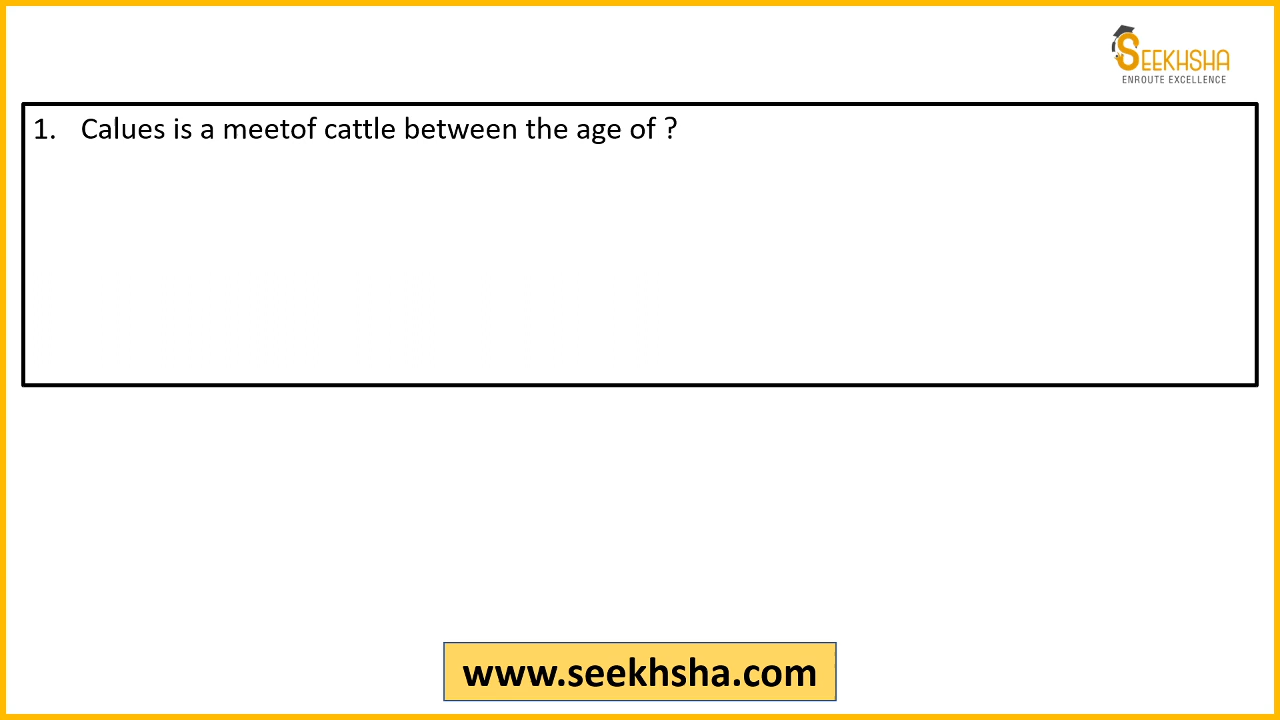 SEEKHSHA
ENROUTE EXCELLENCE
1. Calues is a meetof cattle between the age of ?
www.seekhsha.com